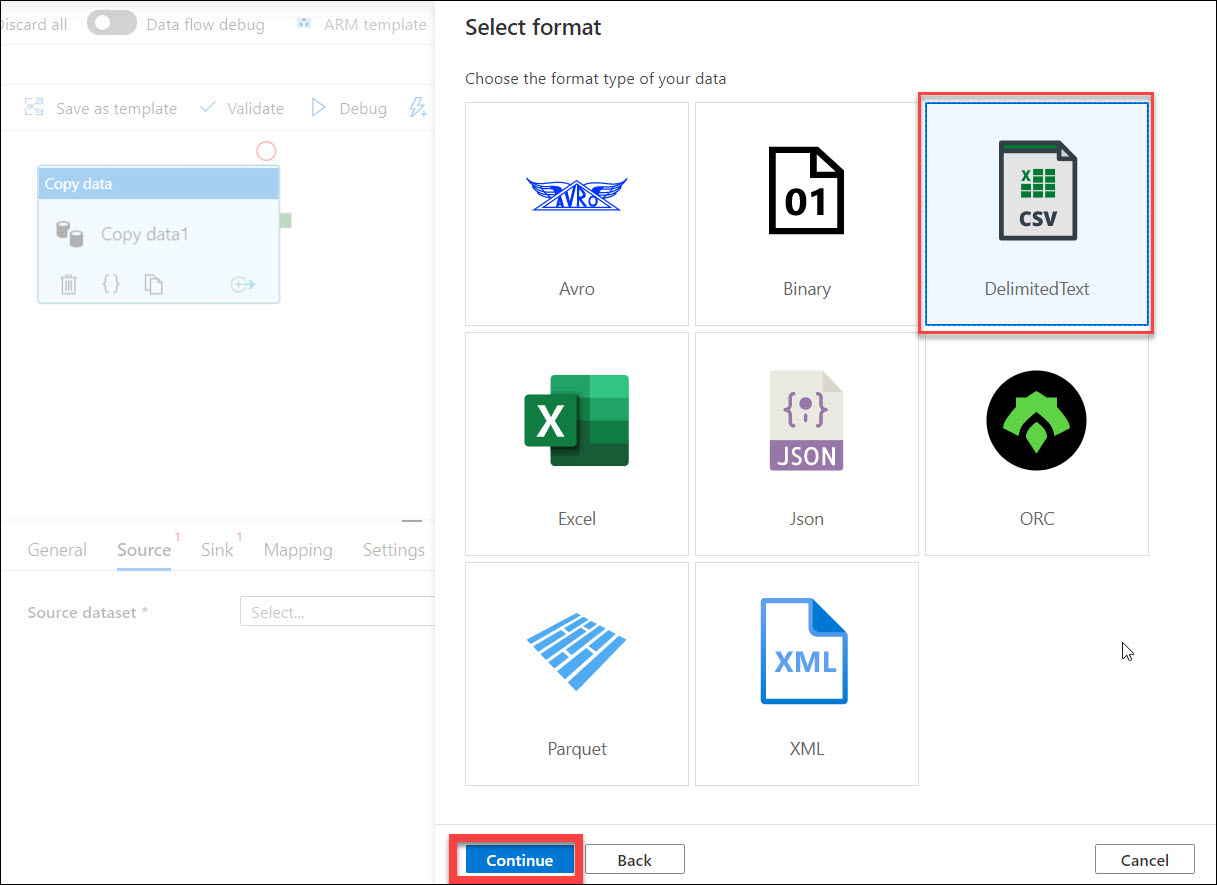 Discard all
Data flow debug
ARM template
Save as template
Validate
Debug
Copy data
Copy data1
General
Source 1
Sink 1
Mapping
Settings
Source dataset *
Select...
Select format
Choose the format type of your data
AVRO
Avro
01
Binary
X
CSV
DelimitedText
X
Excel
JSON
Json
ORC
Parquet
XML
XML
Continue
Back
Cancel